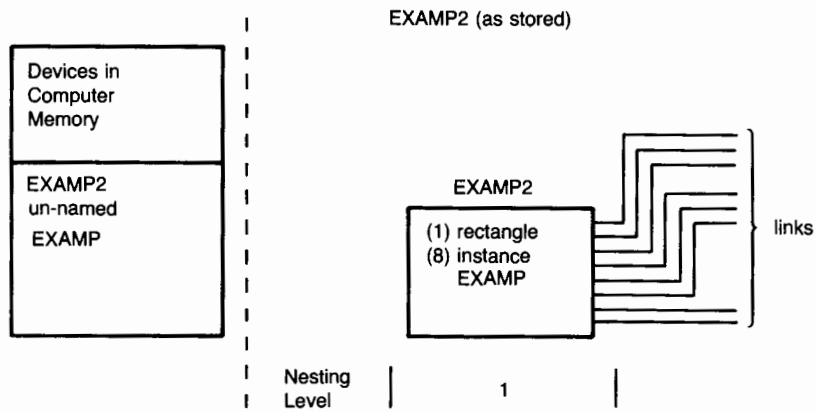 EXAMP2 (as stored)
Devices in
Computer
Memory
EXAMP2
un-named
EXAMP
EXAMP2
(1) rectangle
(8) instance
EXAMP
links
Nesting
Level
1